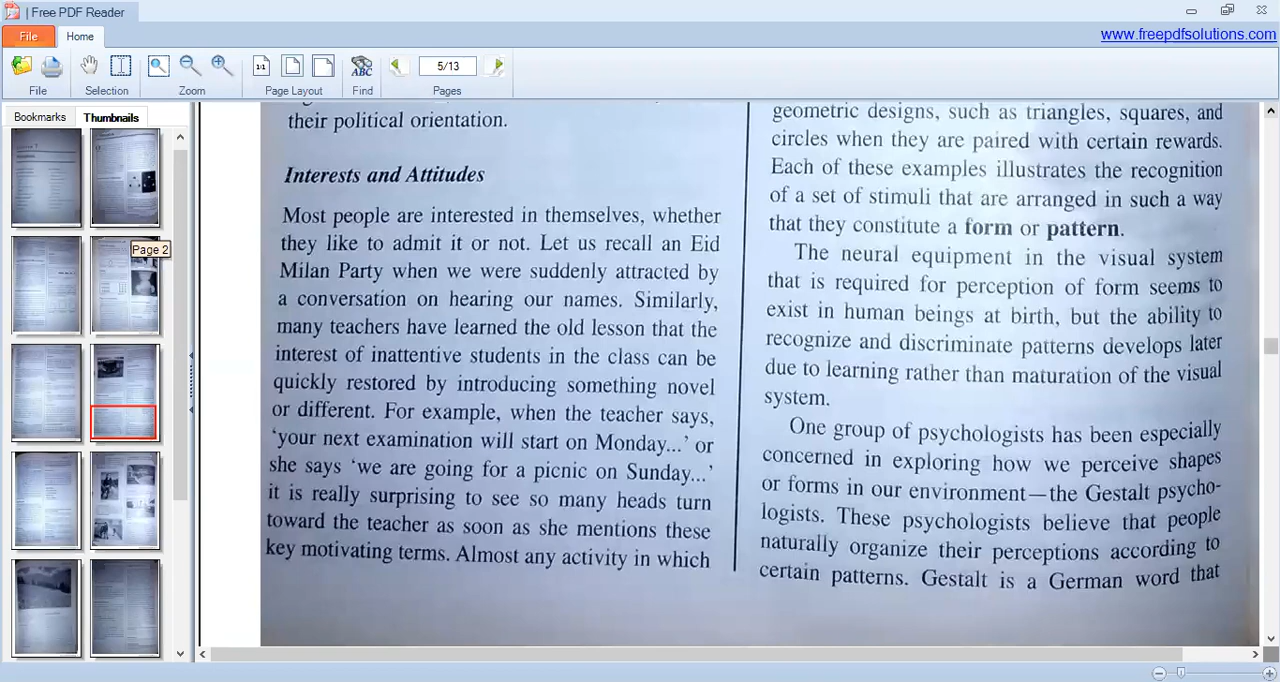 | Free PDF Reader
File
Home
www.freepdfsolutions.com
File
Selection
Zoom
1:1
Page Layout
ABC
Find
5/13
Pages
Bookmarks
Thumbnails
Page 2
their political orientation.
Interests and Attitudes
Most people are interested in themselves, whether
they like to admit it or not. Let us recall an Eid
Milan Party when we were suddenly attracted by
a conversation on hearing our names. Similarly,
many teachers have learned the old lesson that the
interest of inattentive students in the class can be
quickly restored by introducing something novel
or different. For example, when the teacher says,
‘your next examination will start on Monday...’ or
she says ‘we are going for a picnic on Sunday...’
it is really surprising to see so many heads turn
toward the teacher as soon as she mentions these
key motivating terms. Almost any activity in which
geometric designs, such as triangles, squares, and
circles when they are paired with certain rewards.
Each of these examples illustrates the recognition
of a set of stimuli that are arranged in such a way
that they constitute a form or pattern.
The neural equipment in the visual system
that is required for perception of form seems to
exist in human beings at birth, but the ability to
recognize and discriminate patterns develops later
due to learning rather than maturation of the visual
system.
One group of psychologists has been especially
concerned in exploring how we perceive shapes
or forms in our environment—the Gestalt psycho-
logists. These psychologists believe that people
naturally organize their perceptions according to
certain patterns. Gestalt is a German word that